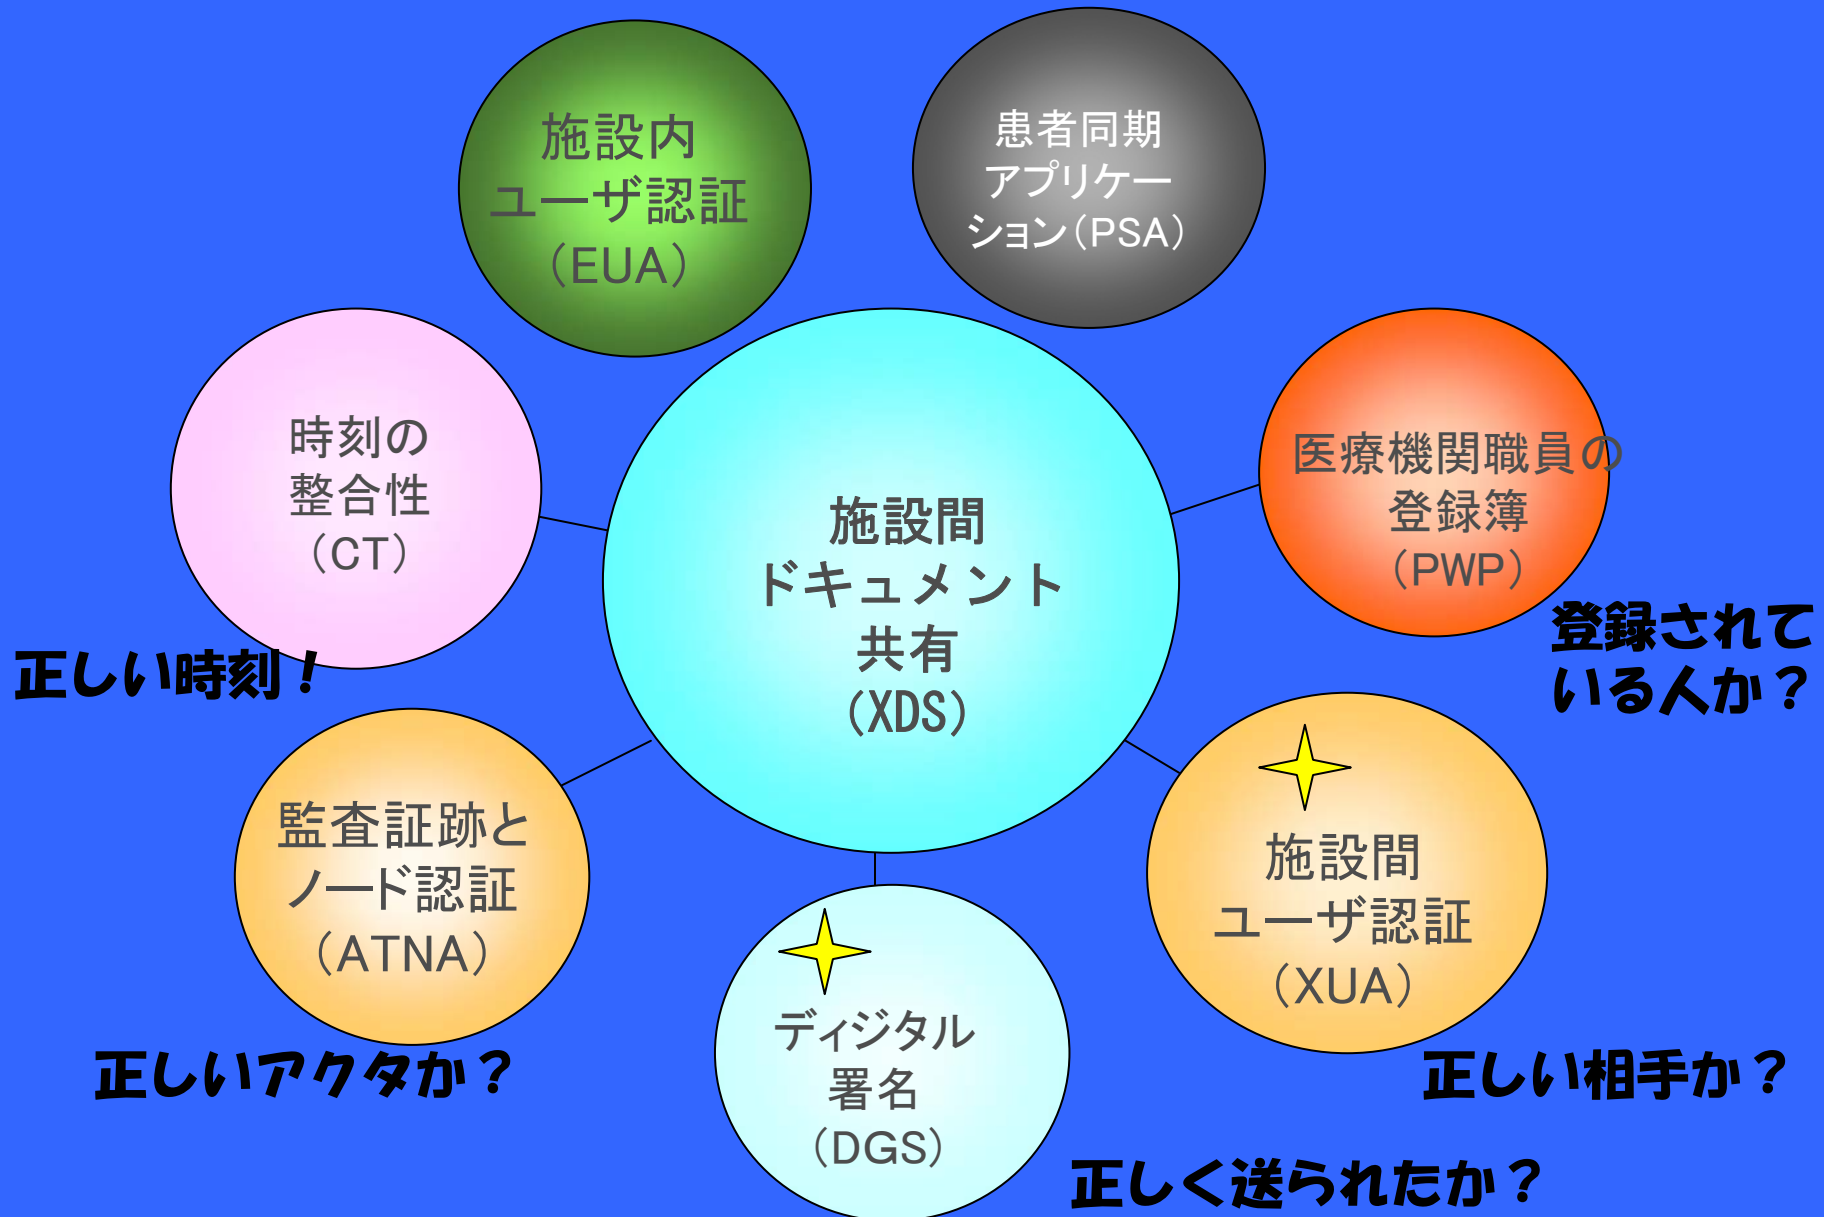 施設内
ユーザ認証
（EUA）
患者同期
アプリケー
ション（PSA）
時刻の
整合性
（CT）
正しい時刻！
施設間
ドキュメント
共有
（XDS）
医療機関職員の
登録簿
（PWP）
登録されて
いる人か？
監査証跡と
ノード認証
（ATNA）
正しいアクタか？
施設間
ユーザ認証
（XUA）
正しい相手か？
ディジタル
署名
（DGS）
正しく送られたか？